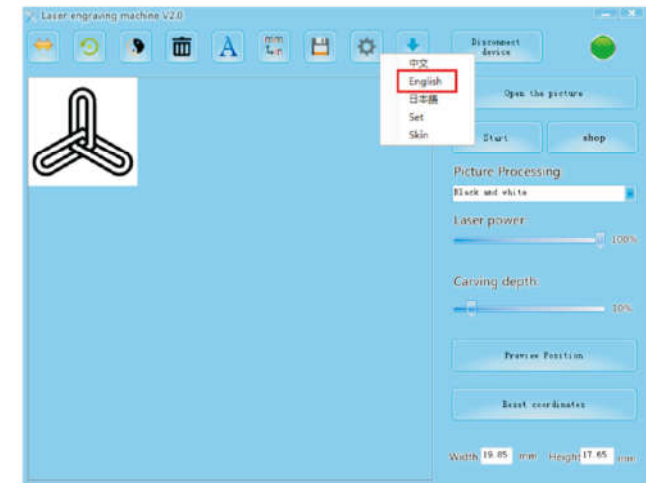 Laser engraving machine V2.0
A
mm
in
Disconnect
device
中文
English
日本語
Set
Skin
Open the picture
Start
shop
Picture Processing
Black and white
Laser power
100%
Carving depth
10%
Preview Position
Reset coordinates
Width 19.85 mm Height 17.65 mm